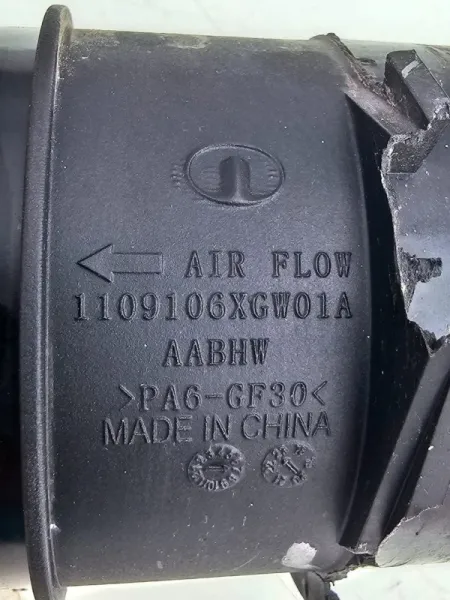 AIR FLOW
1109106XGW01A
AABHW
>PA6-GF30<
MADE IN CHINA